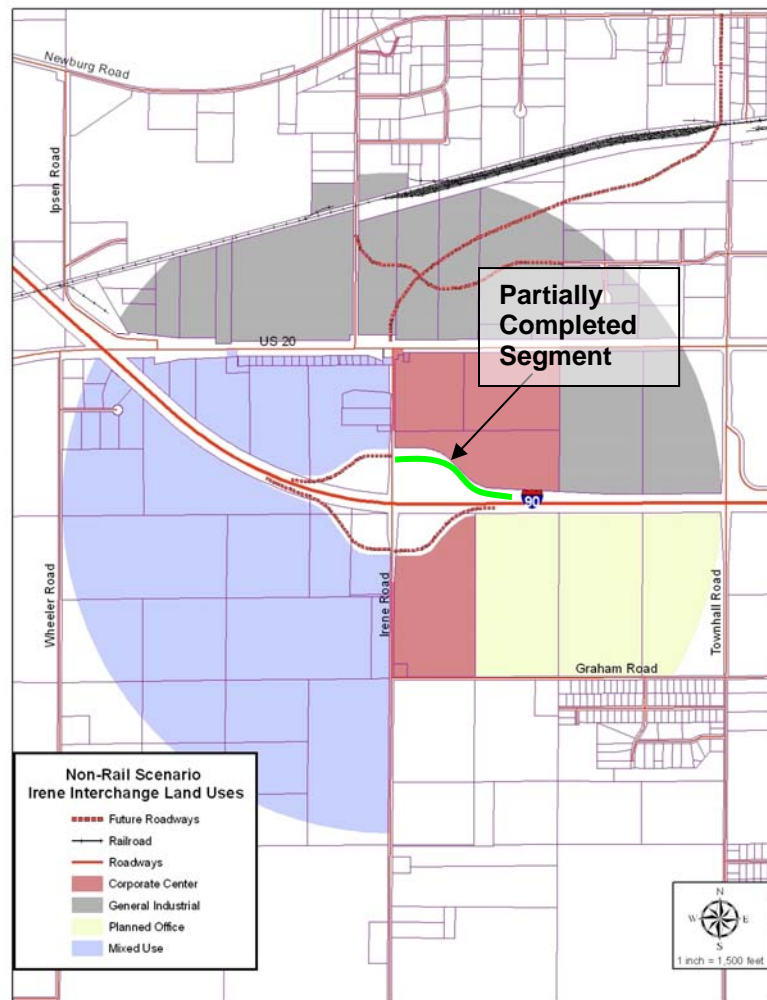 Newburg Road
Ipsen Road
Partially
Completed
Segment
US 20
90
Wheeler Road
Irene Road
Townhall Road
Graham Road
Non-Rail Scenario
Irene Interchange Land Uses
Future Roadways
Railroad
Roadways
Corporate Center
General Industrial
Planned Office
Mixed Use
N
W E
S
1 inch = 1,500 feet